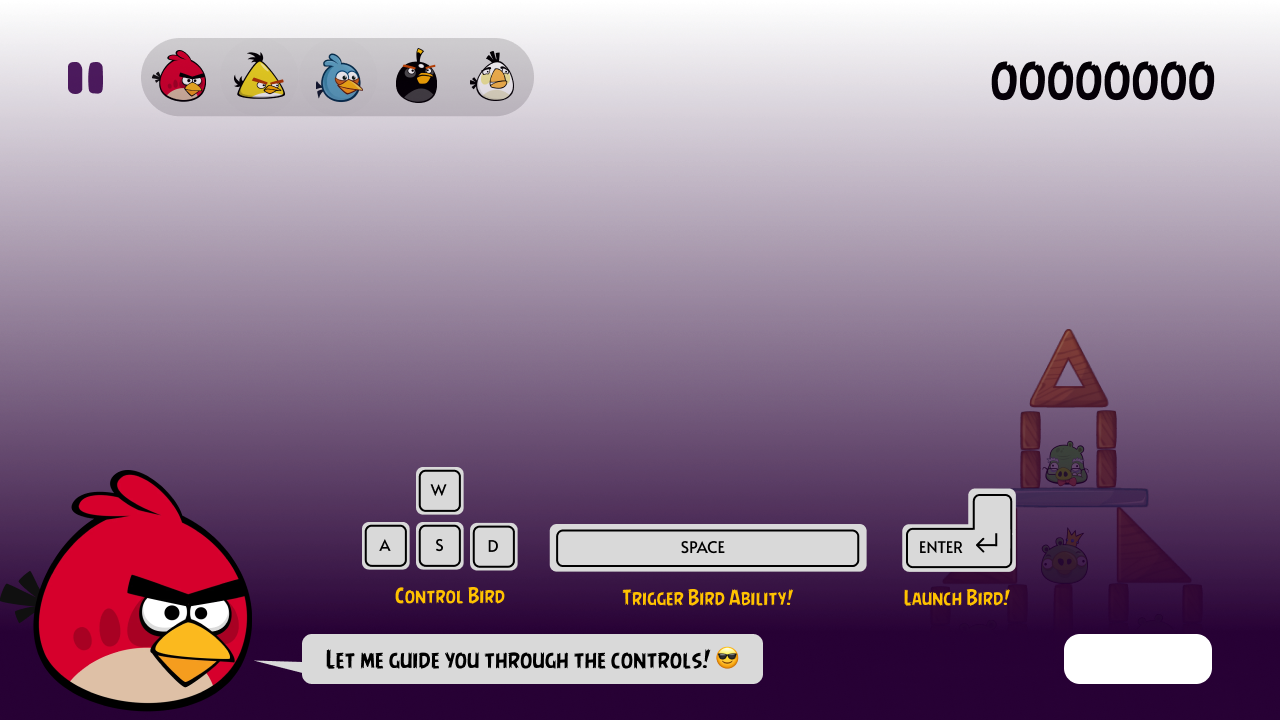 00000000
W
A S D
SPACE
ENTER
Control Bird
Trigger Bird Ability!
Launch Bird!
Let me guide you through the controls! 😎